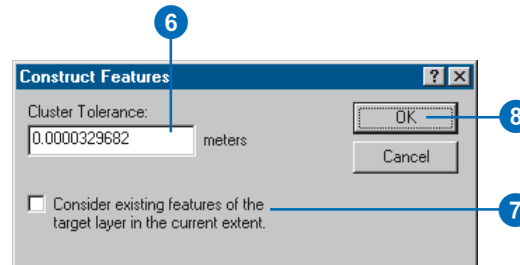 6
Construct Features
Cluster Tolerance:
0.0000329682 meters
OK
8
Cancel
Consider existing features of the
target layer in the current extent.
7